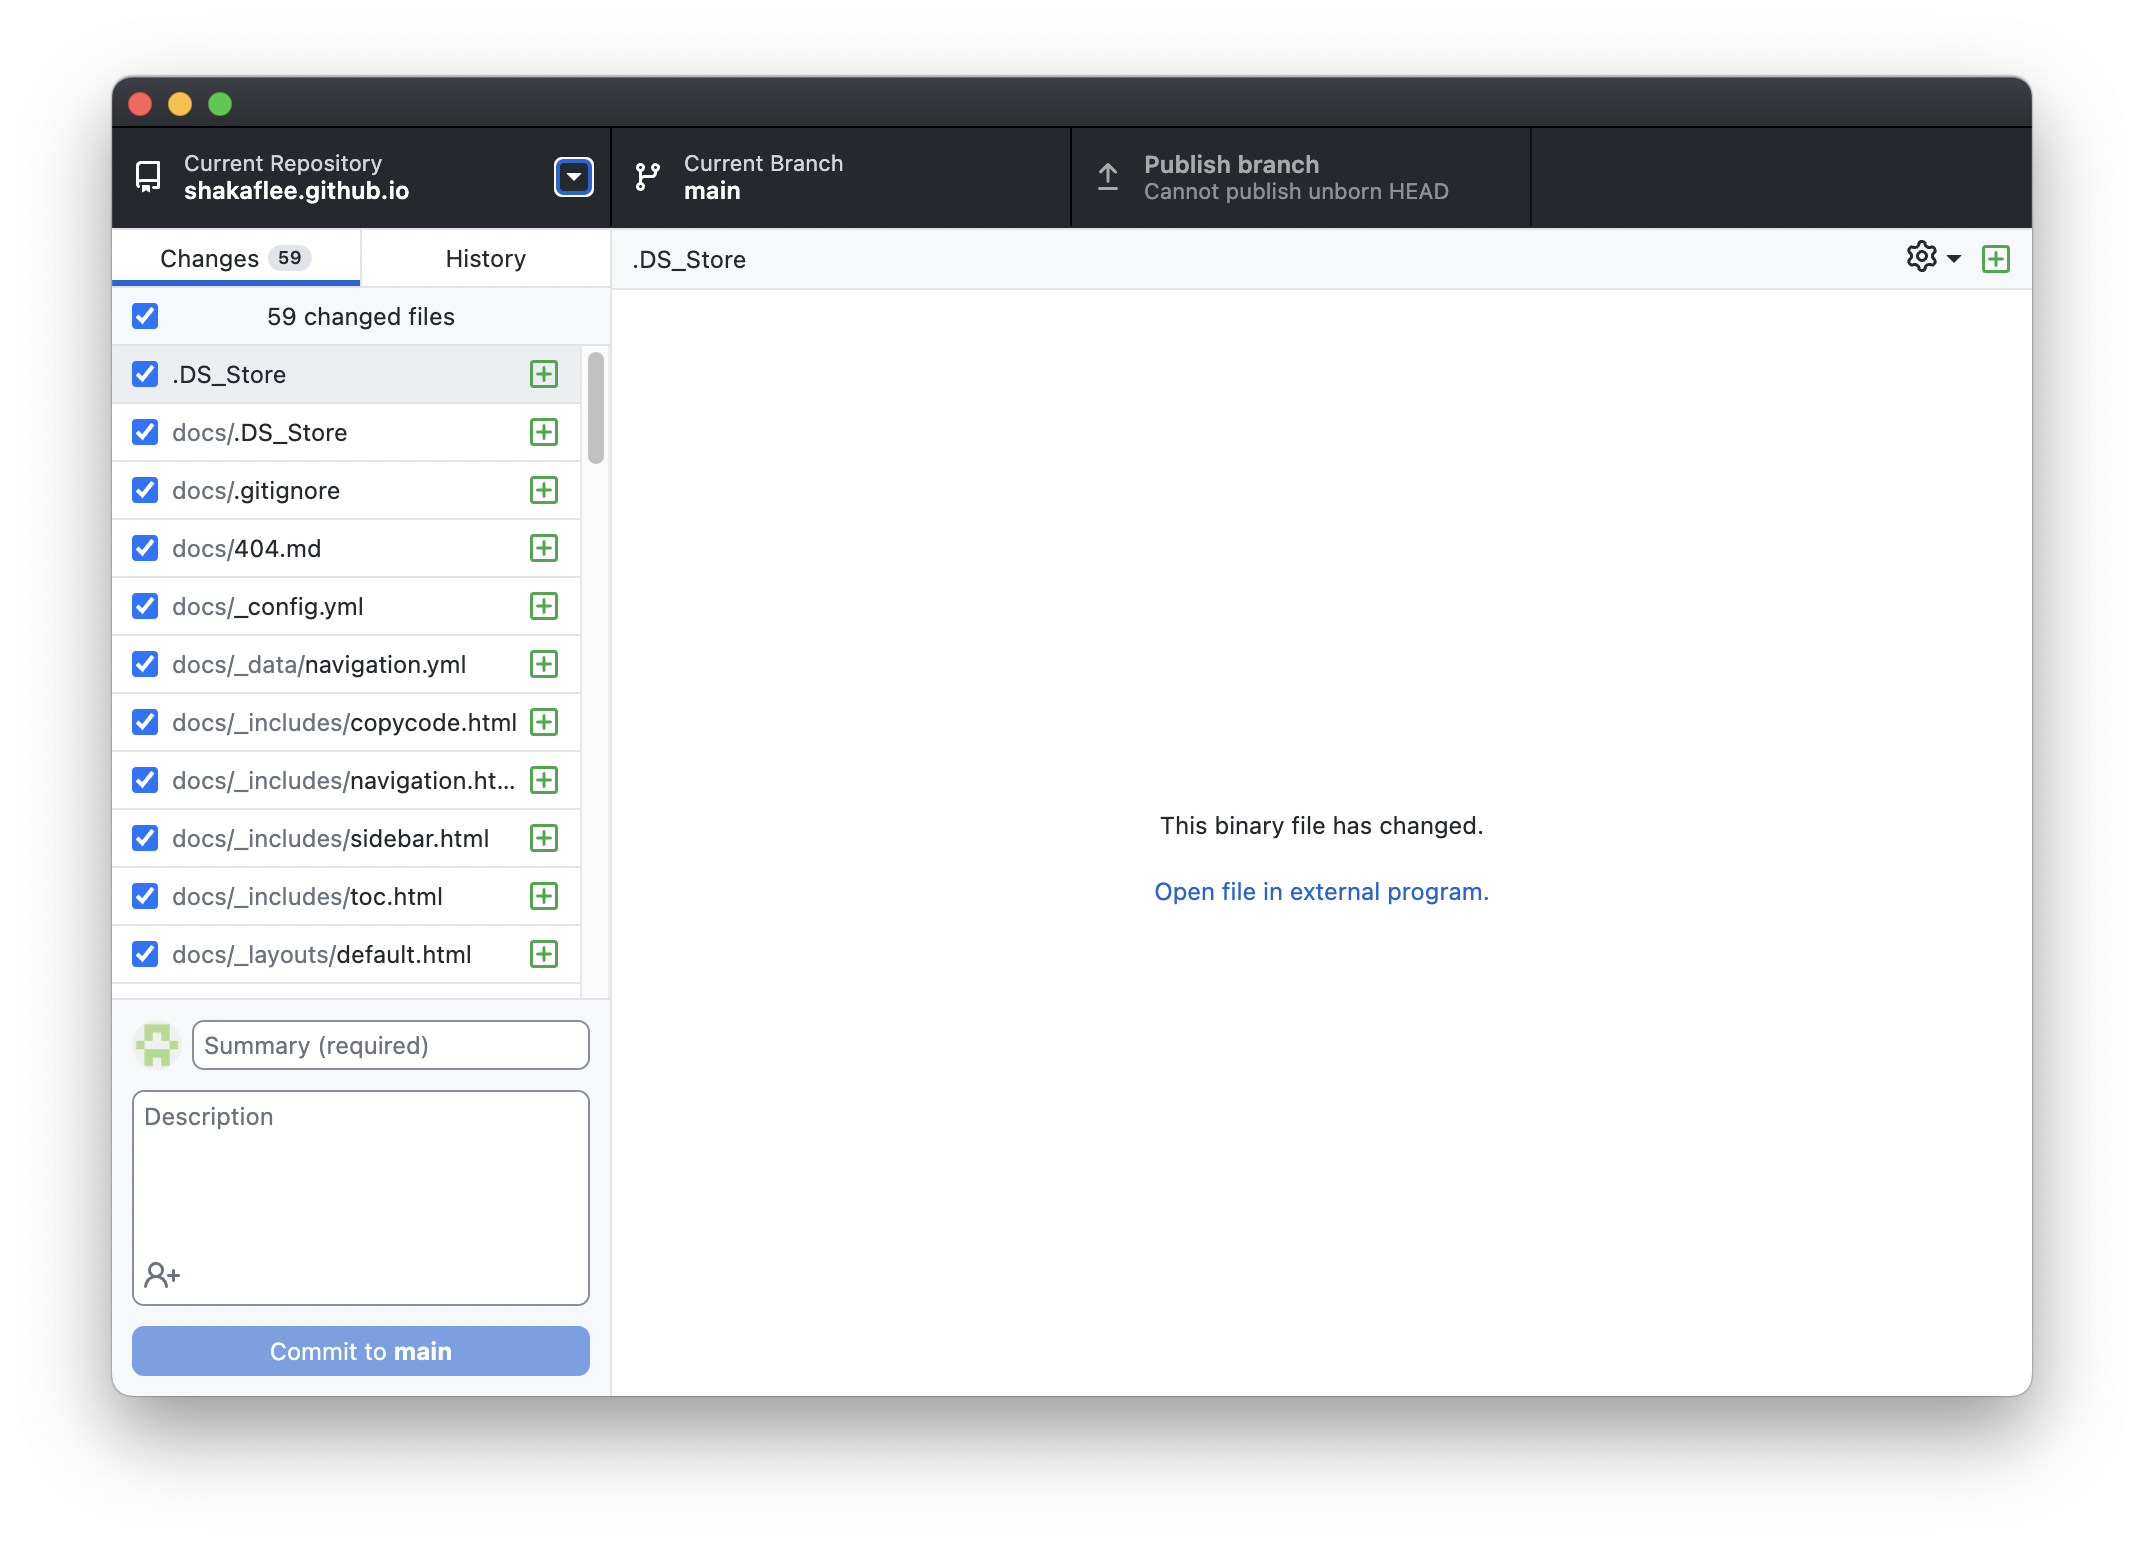 Current Repository
shakaflee.github.io
Current Branch
main
Publish branch
Cannot publish unborn HEAD
Changes 59
History
.DS_Store
59 changed files
.DS_Store
docs/.DS_Store
docs/.gitignore
docs/404.md
docs/_config.yml
docs/_data/navigation.yml
docs/_includes/copycode.html
docs/_includes/navigation.ht...
docs/_includes/sidebar.html
docs/_includes/toc.html
docs/_layouts/default.html
This binary file has changed.
Open file in external program.
Summary (required)
Description
Commit to main